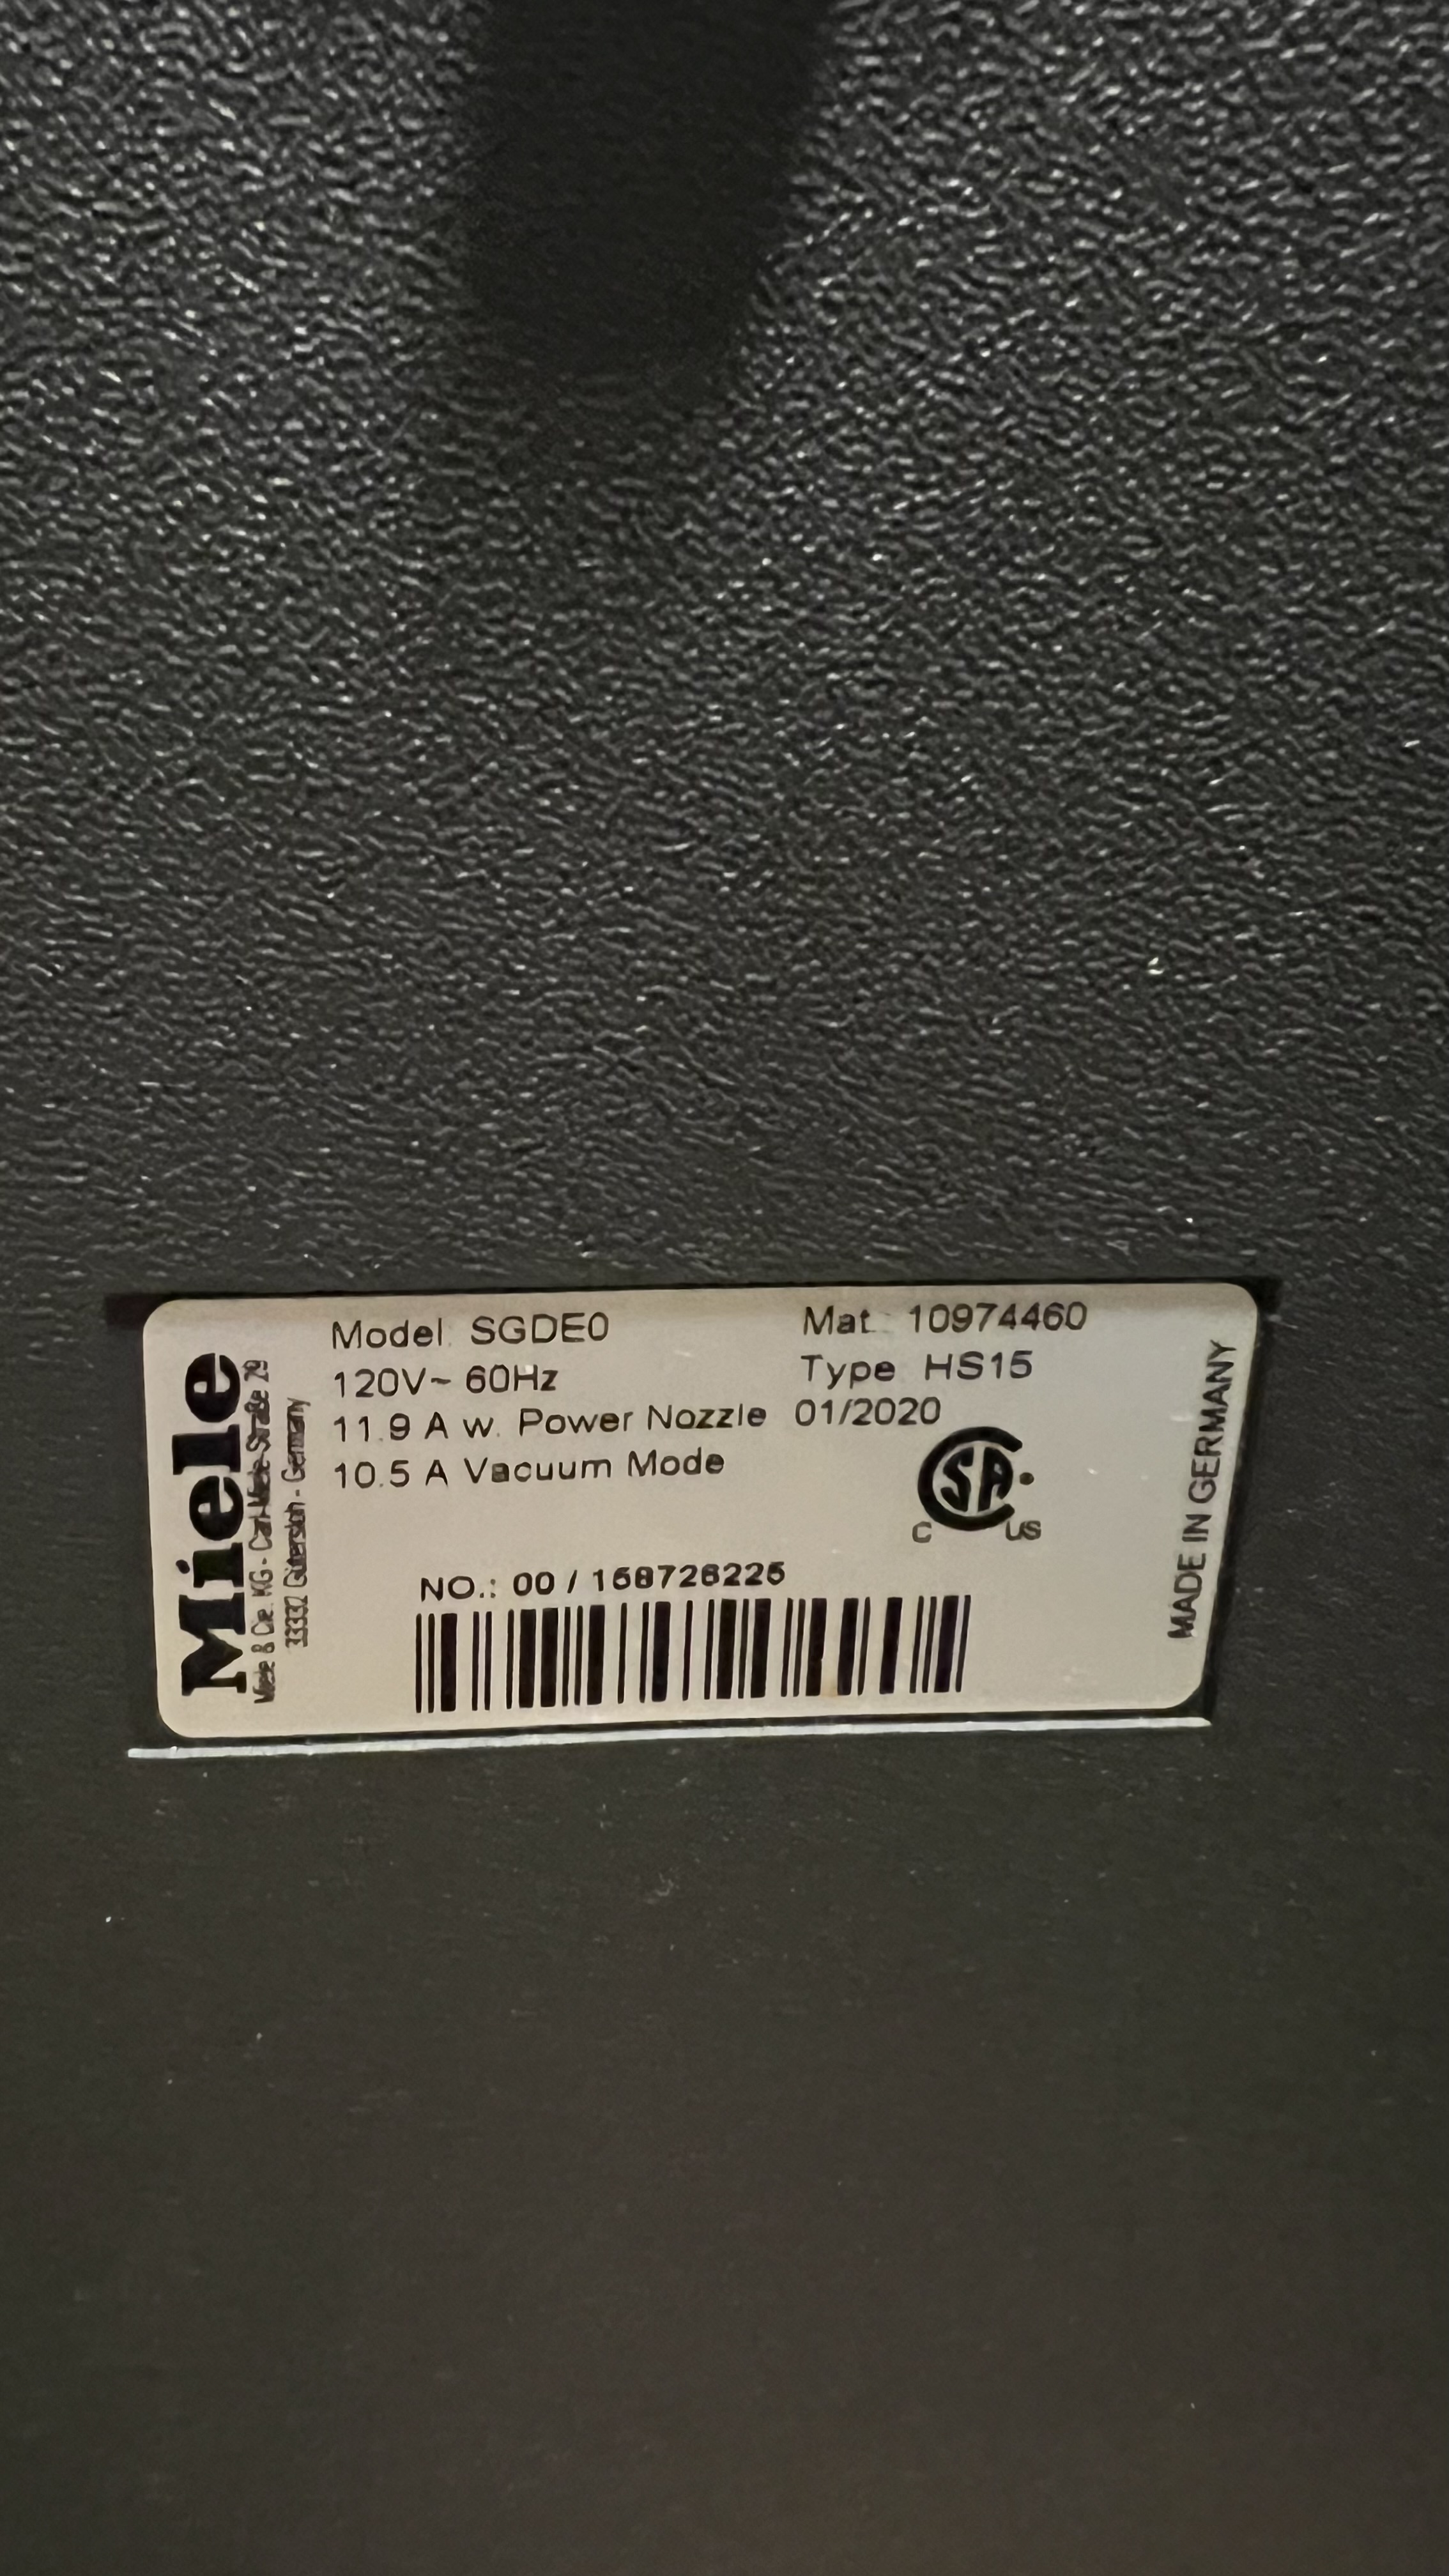 Miele
Miele & Cie. KG - Carl-Miele-Straße 29
33332 Gütersloh - Germany
Model: SGDE0
Mat.: 10974460
120V~ 60Hz
Type HS15
11.9 A w. Power Nozzle 01/2020
10.5 A Vacuum Mode
SA
C US
NO.: 00 / 168726225
MADE IN GERMANY